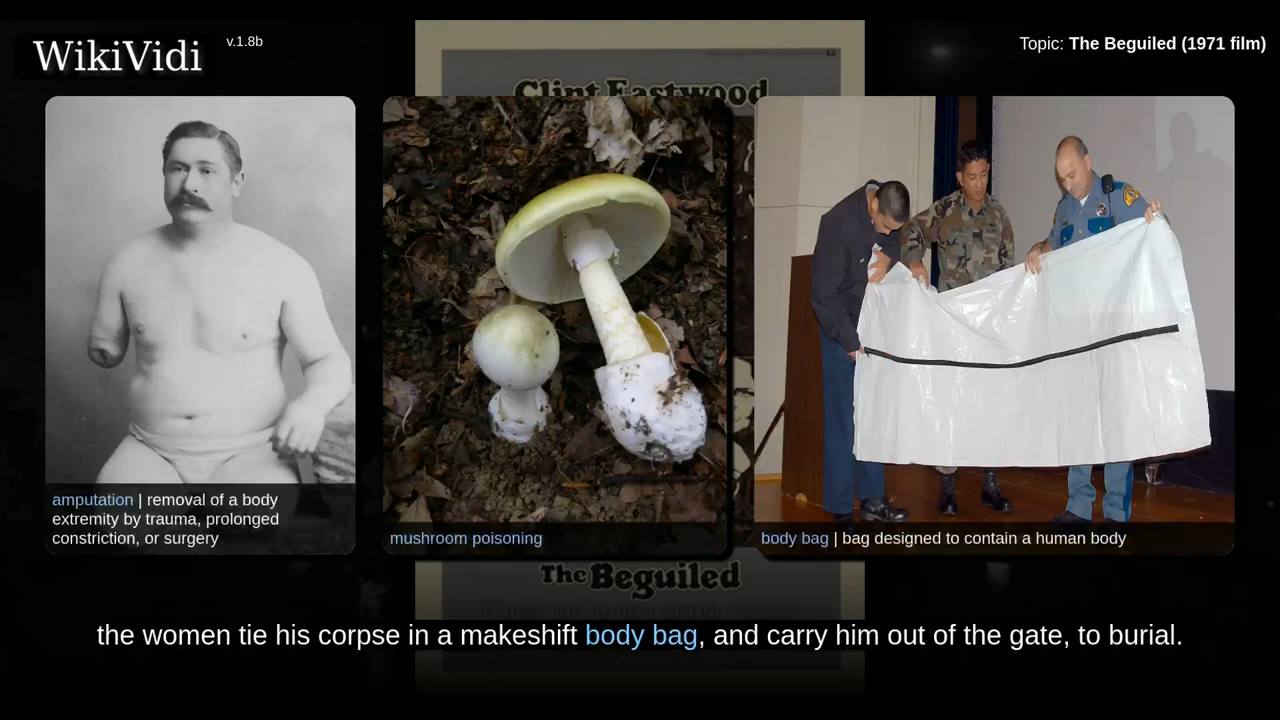 WikiVidi
v.1.8b
Topic: The Beguiled (1971 film)
Clint Eastwood
amputation | removal of a body
extremity by trauma, prolonged
constriction, or surgery
mushroom poisoning
body bag | bag designed to contain a human body
The Beguiled
the women tie his corpse in a makeshift body bag, and carry him out of the gate, to burial.